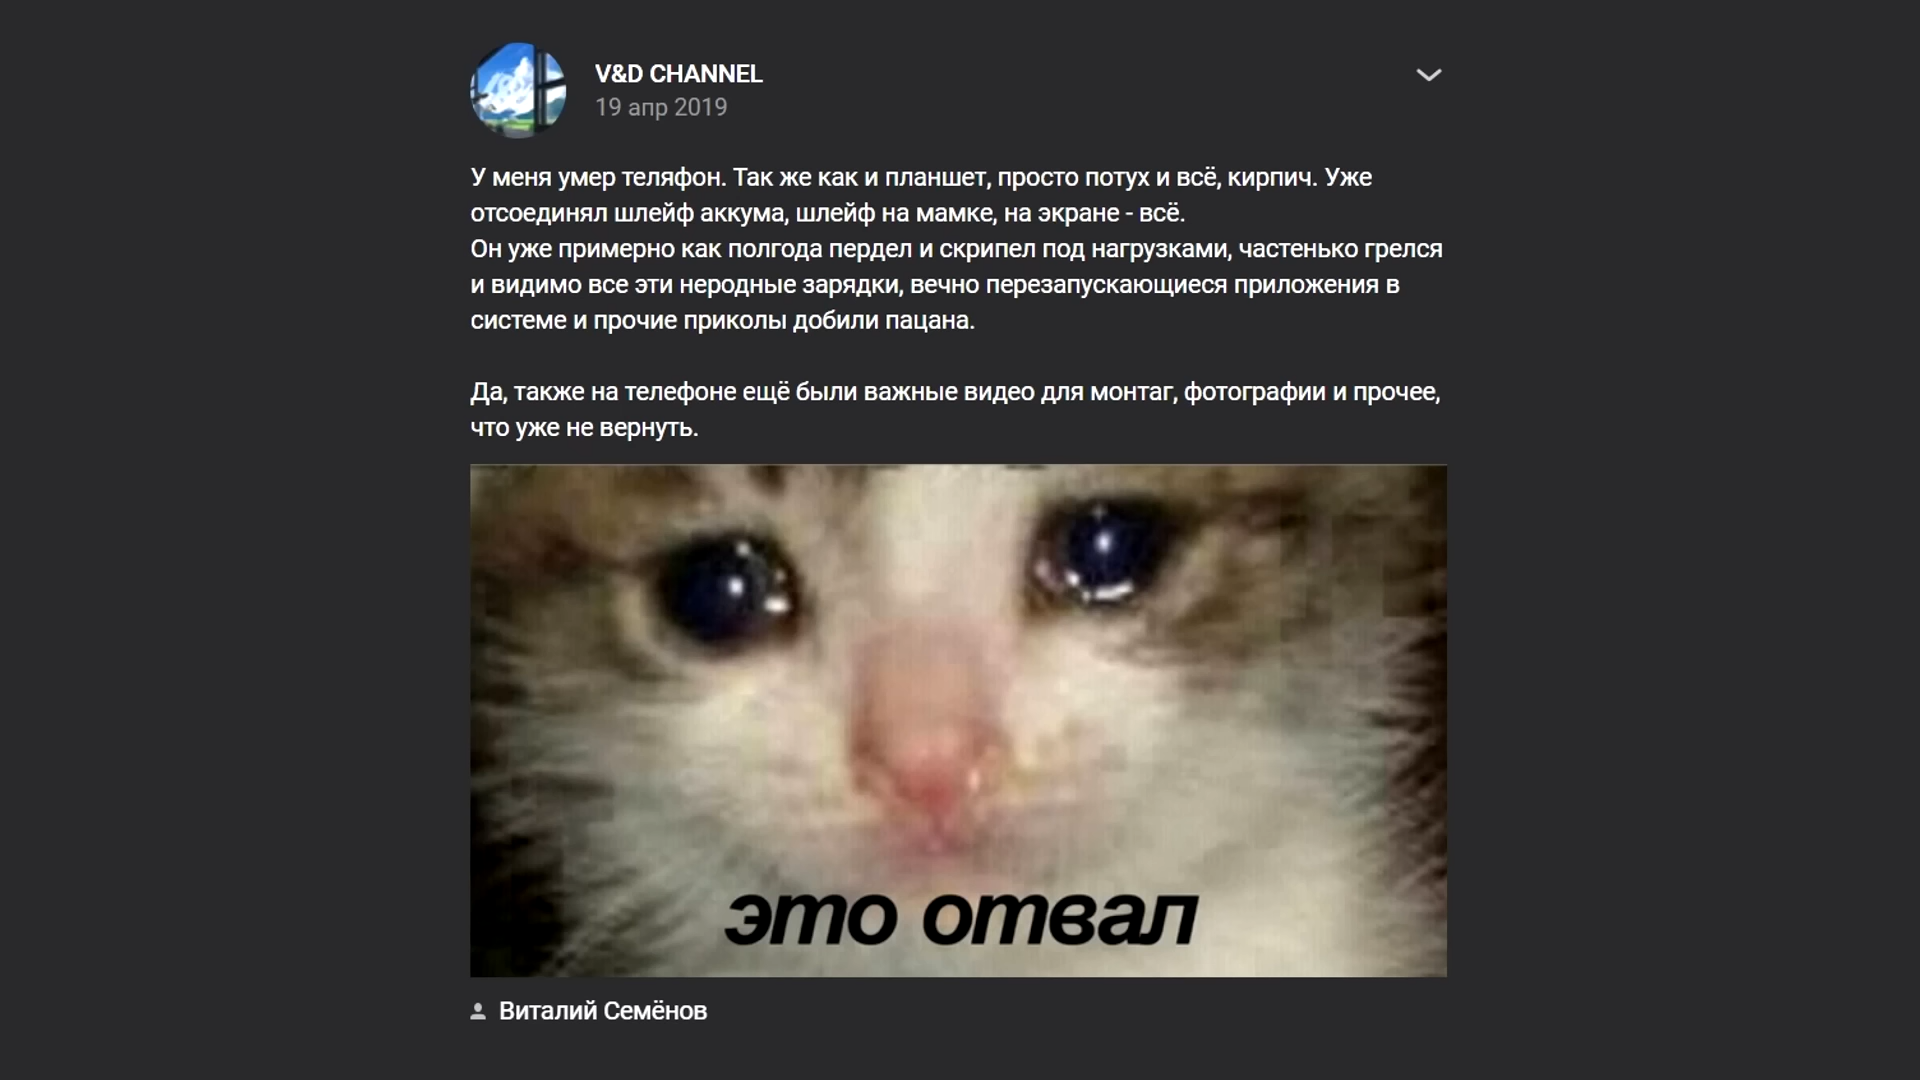 V&D CHANNEL
19 апр 2019
У меня умер теляфон. Так же как и планшет, просто потух и всё, кирпич. Уже
отсоединял шлейф аккума, шлейф на мамке, на экране - всё.
Он уже примерно как полгода пердел и скрипел под нагрузками, частенько грелся
и видимо все эти неродные зарядки, вечно перезапускающиеся приложения в
системе и прочие приколы добили пацана.
Да, также на телефоне ещё были важные видео для монтаг, фотографии и прочее,
что уже не вернуть.
это отвал
Виталий Семёнов